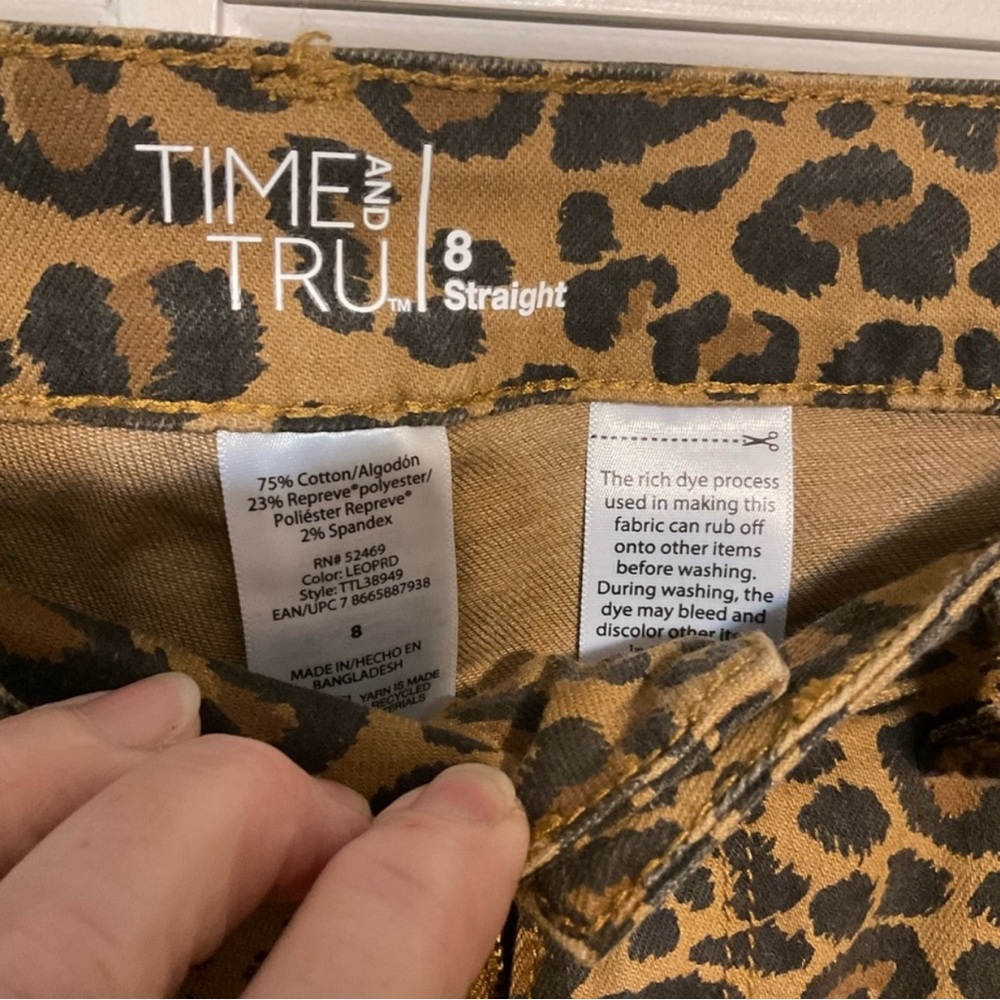 TIME AND
TRU™
8
Straight
75% Cotton/Algodón
23% Repreve® polyester/
Poliéster Repreve®
2% Spandex
RN# 52469
Color: LEOPRD
Style: TTL38949
EAN/UPC 7 8665887938
8
MADE IN/HECHO EN
BANGLADESH
YARN IS MADE
RECYCLED
The rich dye process
used in making this
fabric can rub off
onto other items
before washing.
During washing, the
dye may bleed and
discolor other